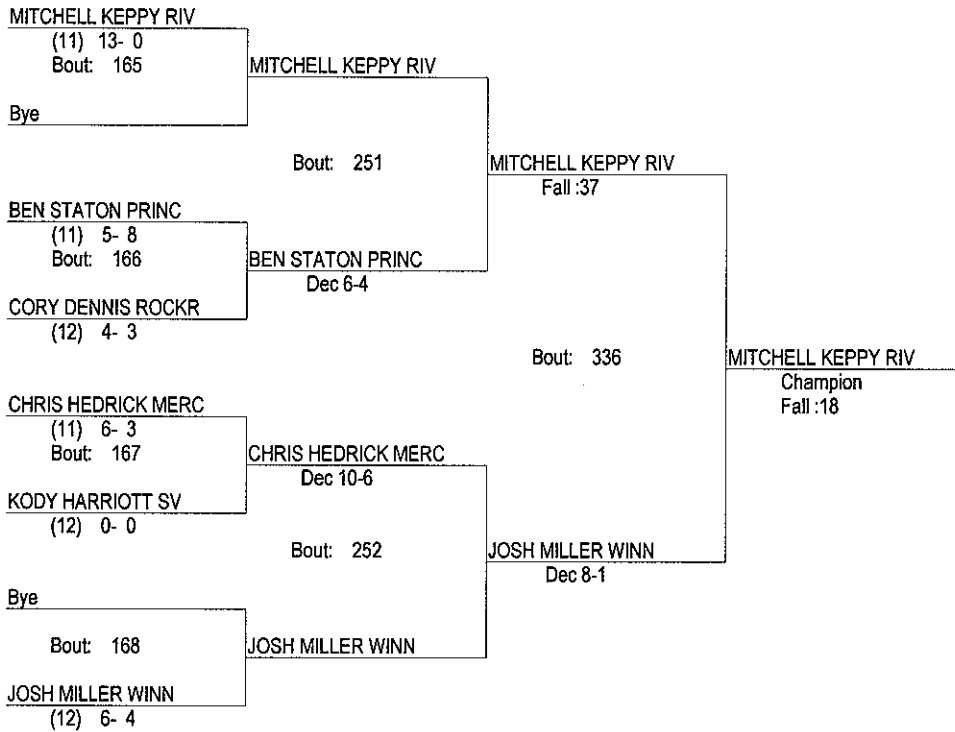 MITCHELL KEPPY RIV
(11) 13- 0
Bout: 165
MITCHELL KEPPY RIV
Bye
Bout: 251
MITCHELL KEPPY RIV
Fall :37
BEN STATON PRINC
(11) 5- 8
Bout: 166
BEN STATON PRINC
Dec 6-4
CORY DENNIS ROCKR
(12) 4- 3
Bout: 336
MITCHELL KEPPY RIV
Champion
Fall :18
CHRIS HEDRICK MERC
(11) 6- 3
Bout: 167
CHRIS HEDRICK MERC
Dec 10-6
KODY HARRIOTT SV
(12) 0- 0
Bout: 252
JOSH MILLER WINN
Dec 8-1
Bye
Bout: 168
JOSH MILLER WINN
JOSH MILLER WINN
(12) 6- 4